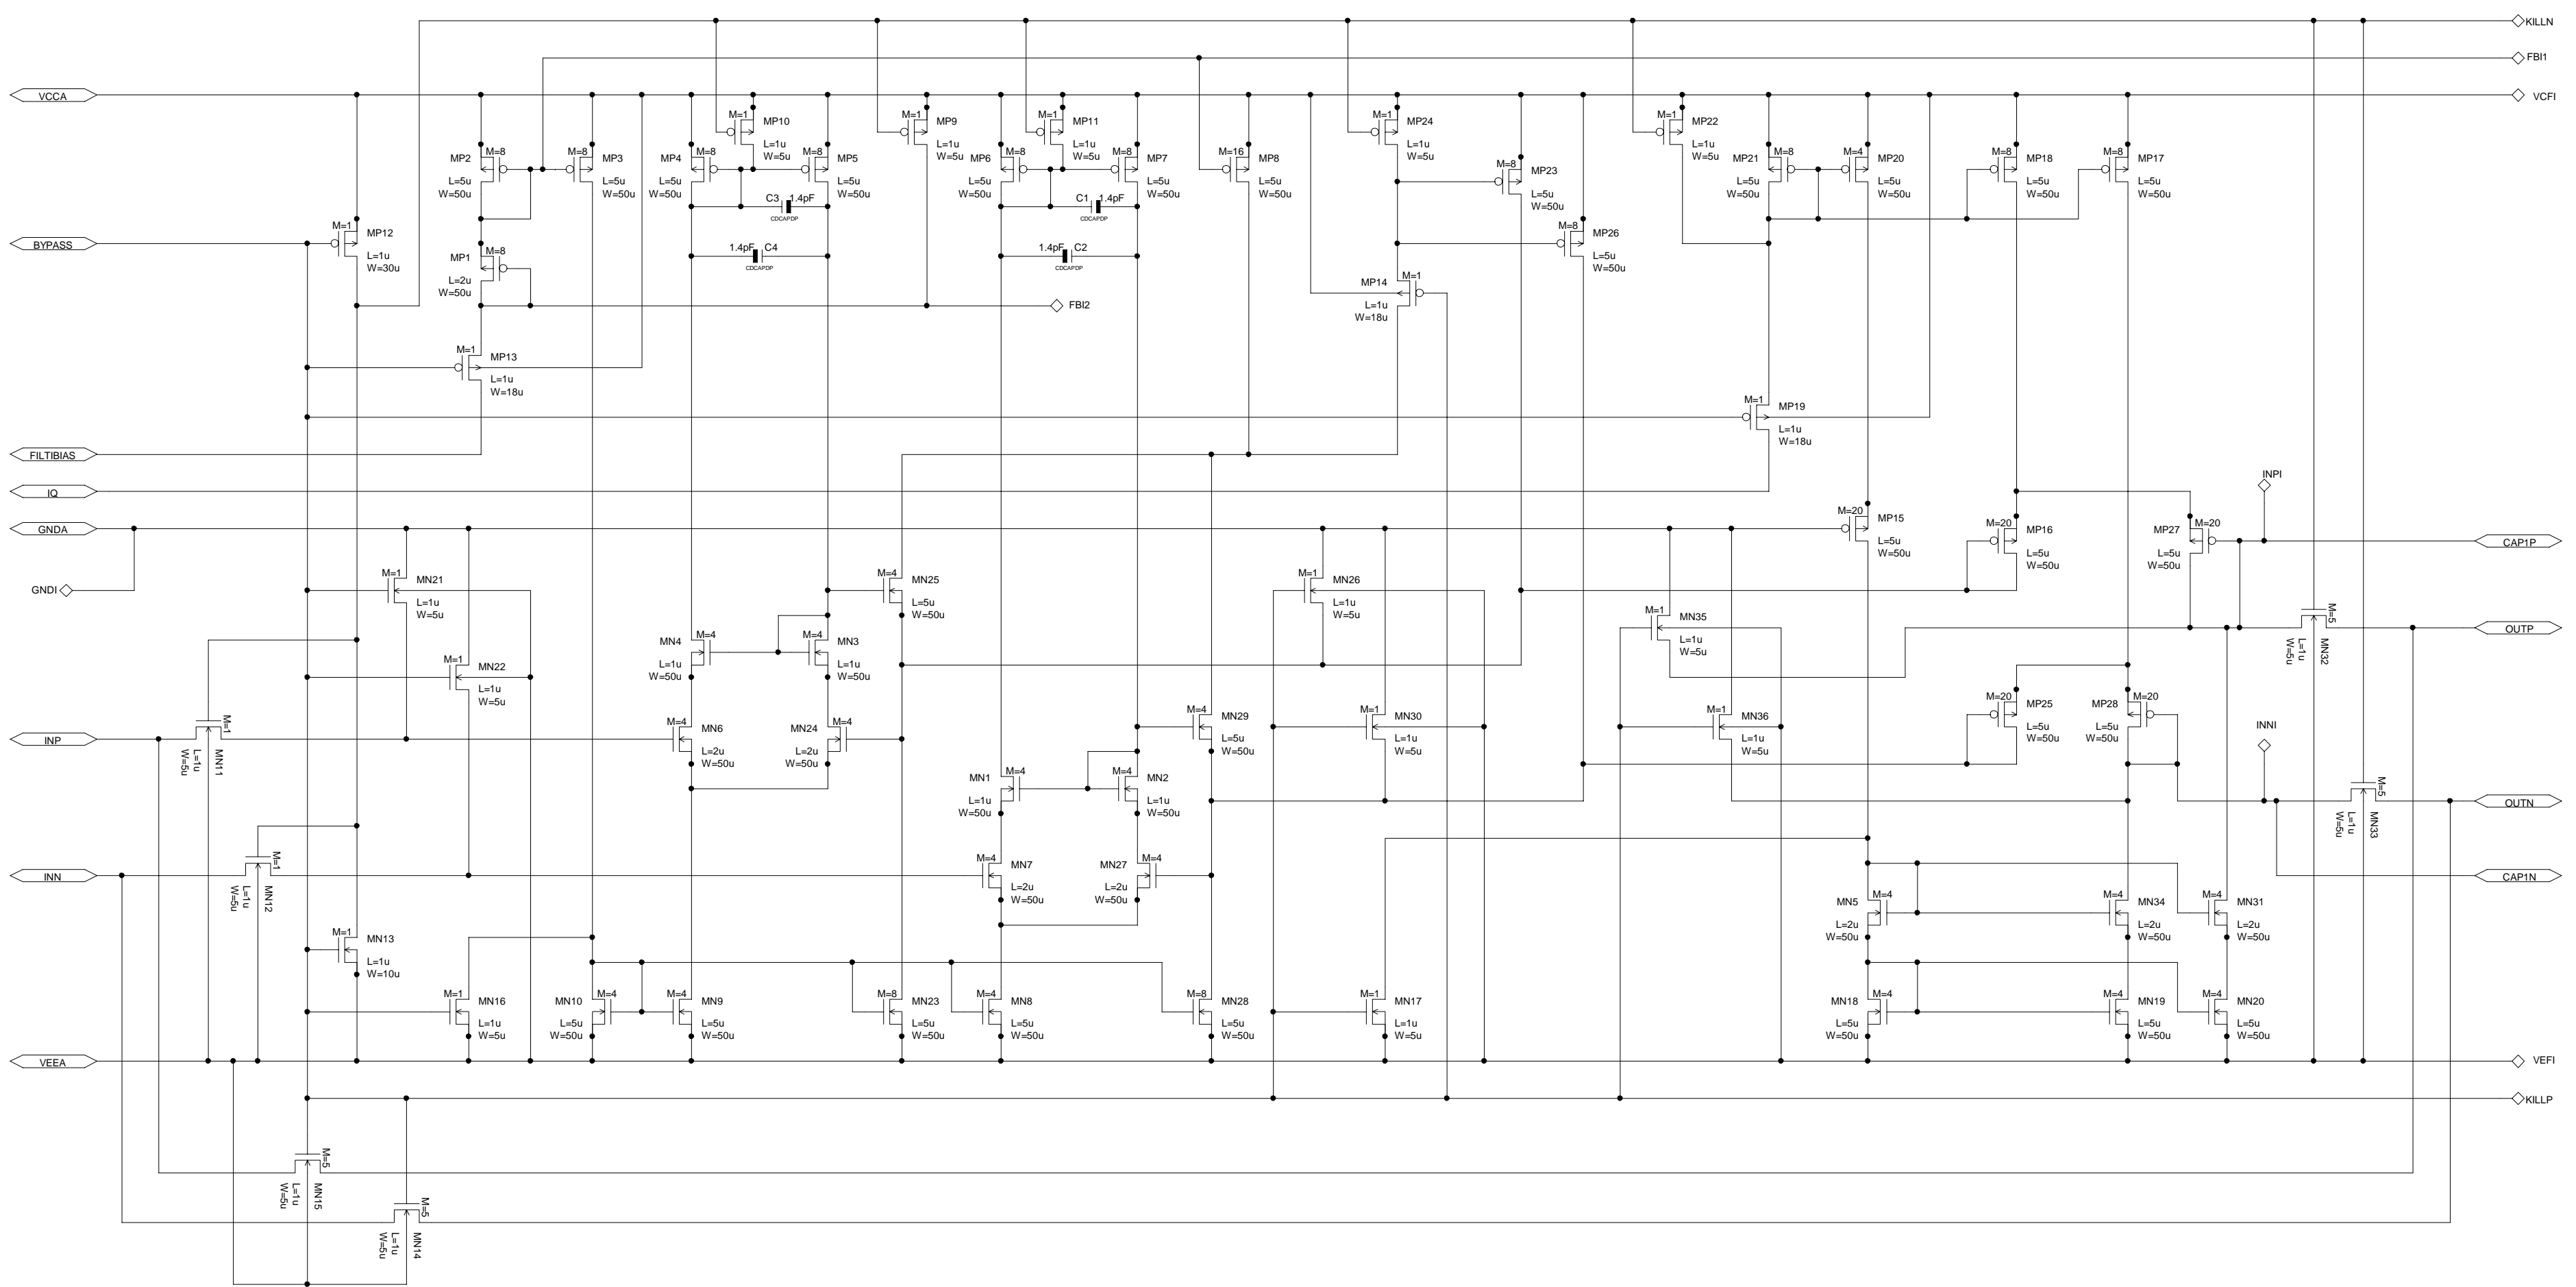 KILLN
FBI1
VCCA
VCFI
M=1
MP10
L=1u
W=5u
M=1
MP9
L=1u
W=5u
M=1
MP11
L=1u
W=5u
M=1
MP24
L=1u
W=5u
M=1
MP22
L=1u
W=5u
MP2
M=8
L=5u
W=50u
M=8
MP3
L=5u
W=50u
MP4
M=8
L=5u
W=50u
M=8
MP5
L=5u
W=50u
MP6
M=8
L=5u
W=50u
M=8
MP7
L=5u
W=50u
M=16
MP8
L=5u
W=50u
M=8
MP23
L=5u
W=50u
MP21
M=8
L=5u
W=50u
M=4
MP20
L=5u
W=50u
M=8
MP18
L=5u
W=50u
M=8
MP17
L=5u
W=50u
C3
1.4pF
CDCAPDP
C1
1.4pF
CDCAPDP
BYPASS
M=1
MP12
L=1u
W=30u
MP1
M=8
L=2u
W=50u
1.4pF
C4
CDCAPDP
1.4pF
C2
CDCAPDP
M=8
MP26
L=5u
W=50u
MP14
M=1
L=1u
W=18u
FBI2
M=1
MP13
L=1u
W=18u
M=1
MP19
L=1u
W=18u
FILTIBIAS
IQ
INPI
GNDA
M=20
MP15
L=5u
W=50u
M=20
MP16
L=5u
W=50u
MP27
M=20
L=5u
W=50u
CAP1P
GNDI
M=1
MN21
L=1u
W=5u
M=4
MN25
L=5u
W=50u
M=1
MN26
L=1u
W=5u
M=1
MN35
L=1u
W=5u
M=5
MN32
L=1u
W=5u
OUTP
M=1
MN22
L=1u
W=5u
MN4
M=4
L=1u
W=50u
M=4
MN3
L=1u
W=50u
INP
M=1
MN11
L=1u
W=5u
M=4
MN6
L=2u
W=50u
MN24
M=4
L=2u
W=50u
M=4
MN29
L=5u
W=50u
M=1
MN30
L=1u
W=5u
M=1
MN36
L=1u
W=5u
M=20
MP25
L=5u
W=50u
MP28
M=20
L=5u
W=50u
INNI
MN1
M=4
L=1u
W=50u
M=4
MN2
L=1u
W=50u
M=5
MN33
L=1u
W=5u
OUTN
INN
M=1
MN12
L=1u
W=5u
M=4
MN7
L=2u
W=50u
MN27
M=4
L=2u
W=50u
CAP1N
MN5
M=4
L=2u
W=50u
M=4
MN34
L=2u
W=50u
M=4
MN31
L=2u
W=50u
M=1
MN13
L=1u
W=10u
M=1
MN16
L=1u
W=5u
MN10
M=4
L=5u
W=50u
M=4
MN9
L=5u
W=50u
M=8
MN23
L=5u
W=50u
M=4
MN8
L=5u
W=50u
M=8
MN28
L=5u
W=50u
M=1
MN17
L=1u
W=5u
MN18
M=4
L=5u
W=50u
M=4
MN19
L=5u
W=50u
M=4
MN20
L=5u
W=50u
VEEA
VEFI
KILLP
M=5
MN15
L=1u
W=5u
M=5
MN14
L=1u
W=5u